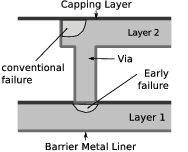 Capping Layer
Layer 2
conventional
failure
Via
Early
failure
Layer 1
Barrier Metal Liner